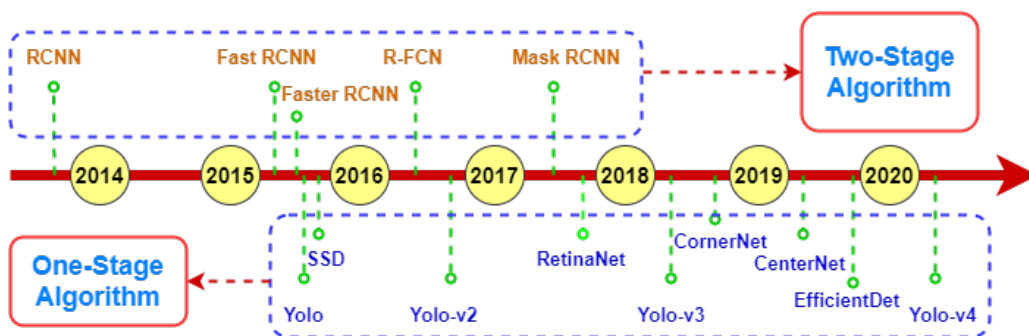 RCNN
Fast RCNN
R-FCN
Mask RCNN
Faster RCNN
Two-Stage
Algorithm
2014
2015
2016
2017
2018
2019
2020
One-Stage
Algorithm
SSD
RetinaNet
CornerNet
CenterNet
EfficientDet
Yolo
Yolo-v2
Yolo-v3
Yolo-v4